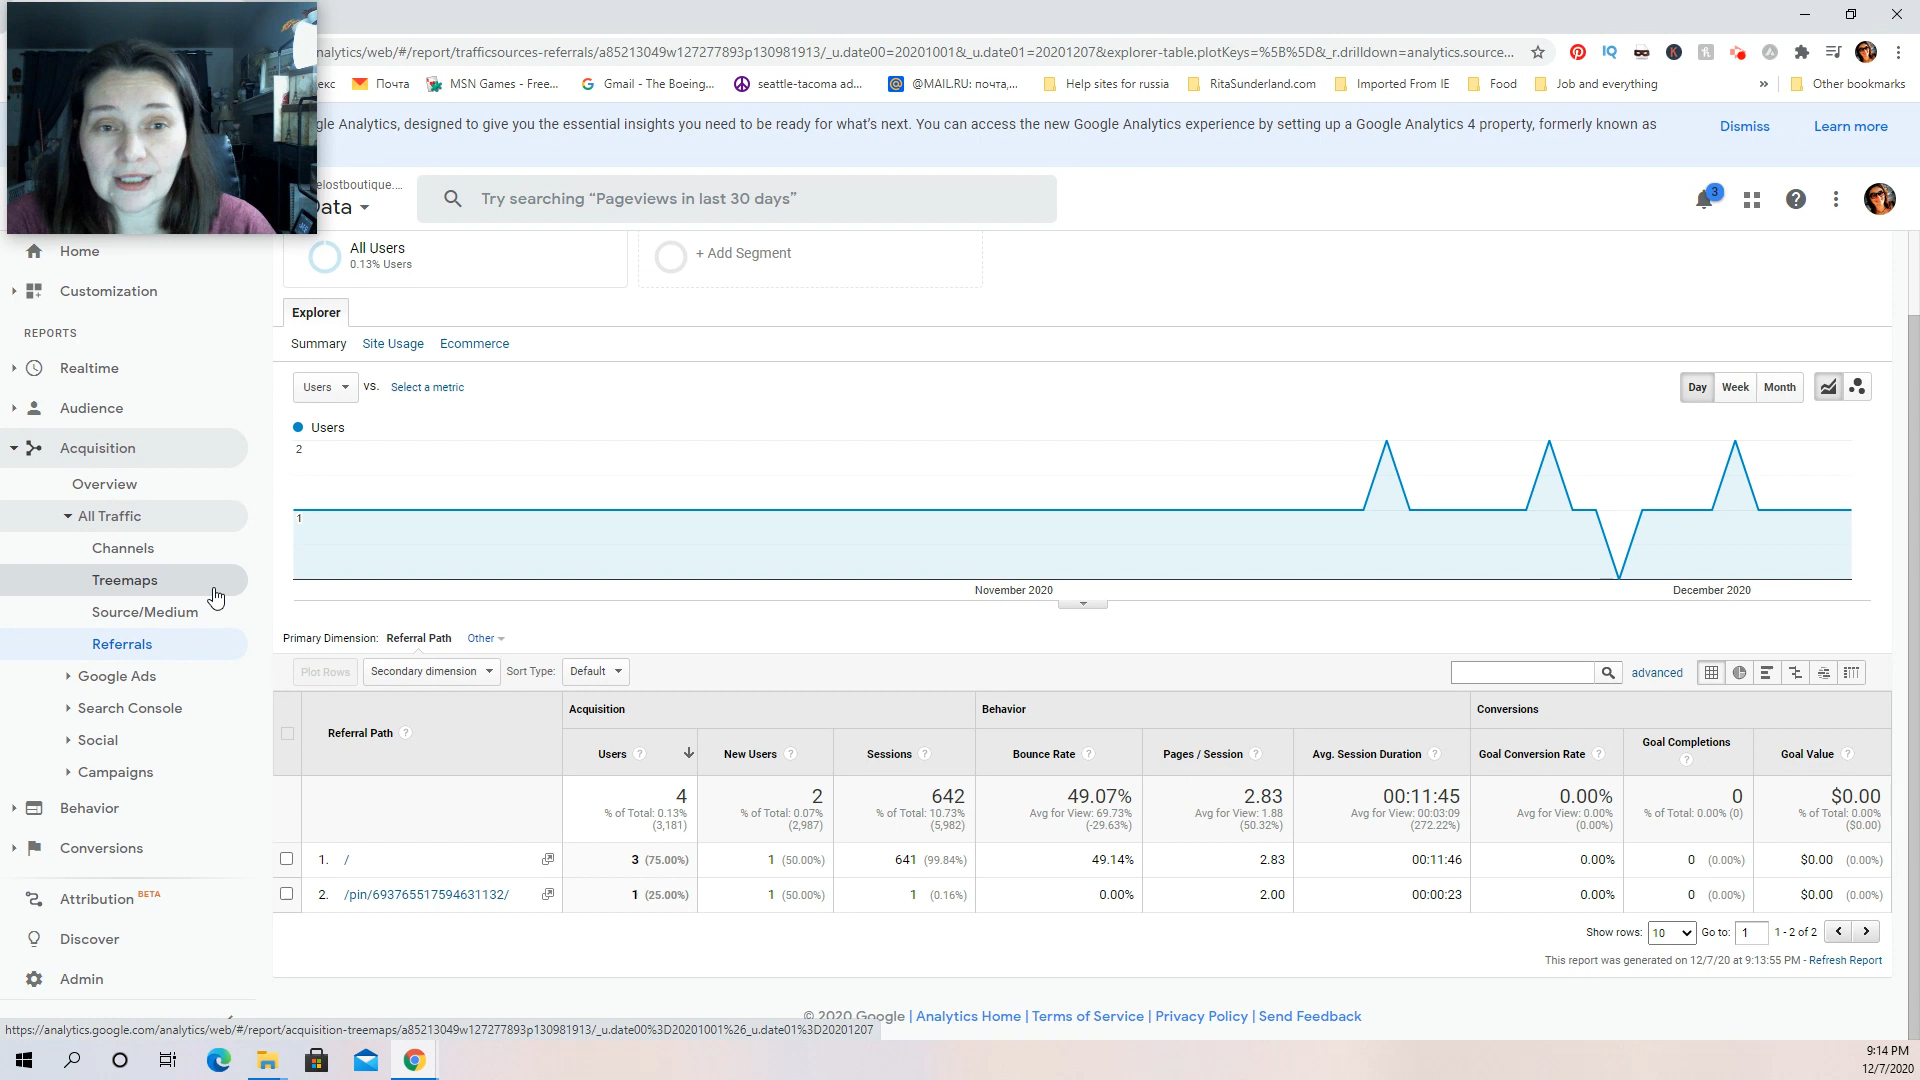 nalytics/web/#/report/trafficsources-referrals/a85213049w127277893p130981913/_u.date00=20201001&_u.date01=20201207&explorer-table.plotKeys=%5B%5D&_r.drilldown=analytics.source...
екс Почта MSN Games - Free... Gmail - The Boeing... seattle-tacoma ad... @MAIL.RU: почта,... Help sites for russia RitaSunderland.com Imported From IE Food Job and everything » Other bookmarks
gle Analytics, designed to give you the essential insights you need to be ready for what's next. You can access the new Google Analytics experience by setting up a Google Analytics 4 property, formerly known as
Dismiss Learn more
elostboutique....
Data
Try searching “Pageviews in last 30 days”
3
Home
Customization
REPORTS
Realtime
Audience
Acquisition
Overview
All Traffic
Channels
Treemaps
Source/Medium
Referrals
Google Ads
Search Console
Social
Campaigns
Behavior
Conversions
Attribution BETA
Discover
Admin
All Users
0.13% Users
+ Add Segment
Explorer
Summary Site Usage Ecommerce
Users VS. Select a metric
Day Week Month
Users
2
1
November 2020 December 2020
Primary Dimension: Referral Path Other
Plot Rows Secondary dimension Sort Type: Default advanced
Acquisition Behavior Conversions
Referral Path ?
Users ? New Users ? Sessions ? Bounce Rate ? Pages / Session ? Avg. Session Duration ? Goal Conversion Rate ? Goal Completions ? Goal Value ?
4 2 642 49.07% 2.83 00:11:45 0.00% 0 $0.00
% of Total: 0.13% % of Total: 0.07% % of Total: 10.73% Avg for View: 69.73% Avg for View: 1.88 Avg for View: 00:03:09 Avg for View: 0.00% % of Total: 0.00% (0) % of Total: 0.00%
(3,181) (2,987) (5,982) (-29.63%) (50.32%) (272.22%) (0.00%) ($0.00)
1. / 3 (75.00%) 1 (50.00%) 641 (99.84%) 49.14% 2.83 00:11:46 0.00% 0 (0.00%) $0.00 (0.00%)
2. /pin/693765517594631132/ 1 (25.00%) 1 (50.00%) 1 (0.16%) 0.00% 2.00 00:00:23 0.00% 0 (0.00%) $0.00 (0.00%)
Show rows: 10 Go to: 1 1 - 2 of 2
This report was generated on 12/7/20 at 9:13:55 PM - Refresh Report
© 2020 Google | Analytics Home | Terms of Service | Privacy Policy | Send Feedback
https://analytics.google.com/analytics/web/#/report/acquisition-treemaps/a85213049w127277893p130981913/_u.date00%3D20201001%26_u.date01%3D20201207
9:14 PM
12/7/2020